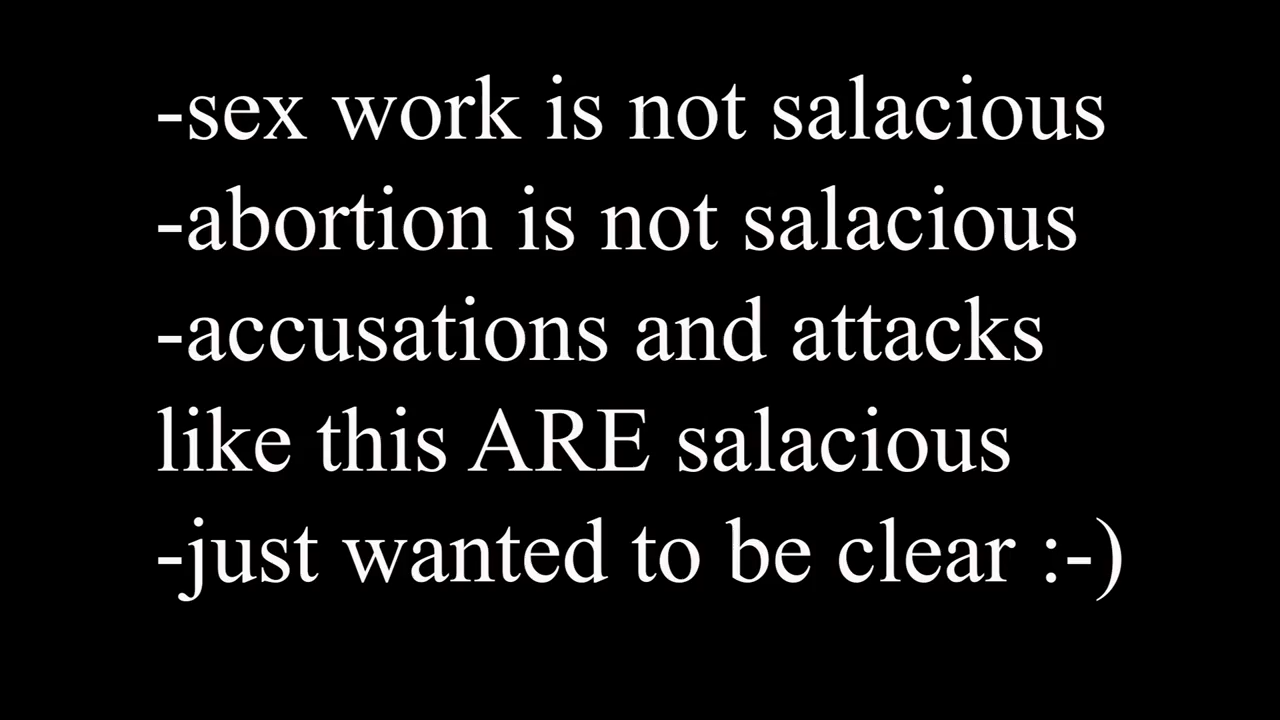 -sex work is not salacious
-abortion is not salacious
-accusations and attacks
like this ARE salacious
-just wanted to be clear :-)